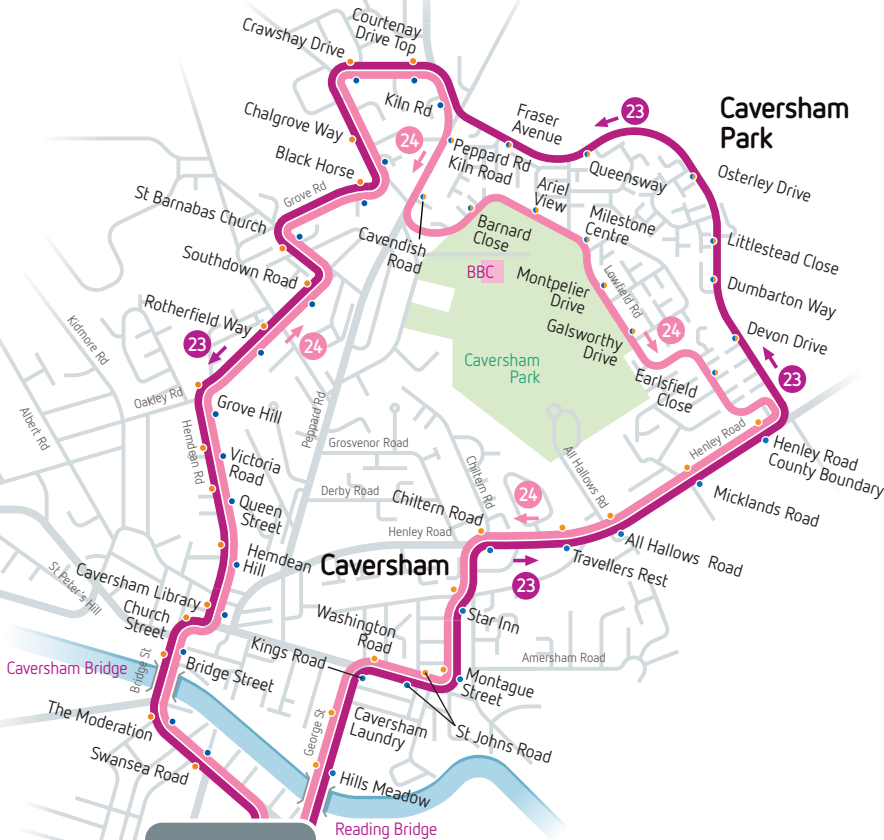 Courtenay
Drive Top
Crawshay Drive
Kiln Rd
Chalgrove Way
24
Fraser
Avenue
23
Caversham
Park
Black Horse
Peppard Rd
Kiln Road
Queensway
Osterley Drive
Grove Rd
Ariel
View
St Barnabas Church
Barnard
Close
Milestone
Centre
Cavendish
Road
Littlestead Close
Southdown Road
BBC
Montpelier
Drive
Lowfield Rd
Dumbarton Way
Rotherfield Way
Galsworthy
Drive
24
Devon Drive
Kidmore Rd
23
24
Caversham
Park
Earlsfield
Close
23
Oakley Rd
Albert Rd
Grove Hill
Peppard Rd
Hemdean Rd
Grosvenor Road
Henley Road
Henley Road
County Boundary
Victoria
Road
Chiltern Rd
All Hallows Rd
Derby Road
Chiltern Road
24
Micklands Road
Queen
Street
Henley Road
All Hallows Road
Hemdean
Hill
Caversham
Travellers Rest
23
St Peter's Hill
Caversham Library
Church
Street
Washington
Road
Star Inn
Kings Road
Amersham Road
Caversham Bridge
Bridge St
Bridge Street
Montague
Street
The Moderation
George St
Caversham
Laundry
St Johns Road
Swansea Road
Hills Meadow
Reading Bridge